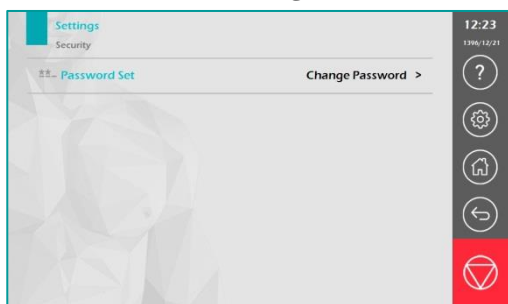 Settings
Security
Password Set
Change Password >
12:23
1396/12/21
?